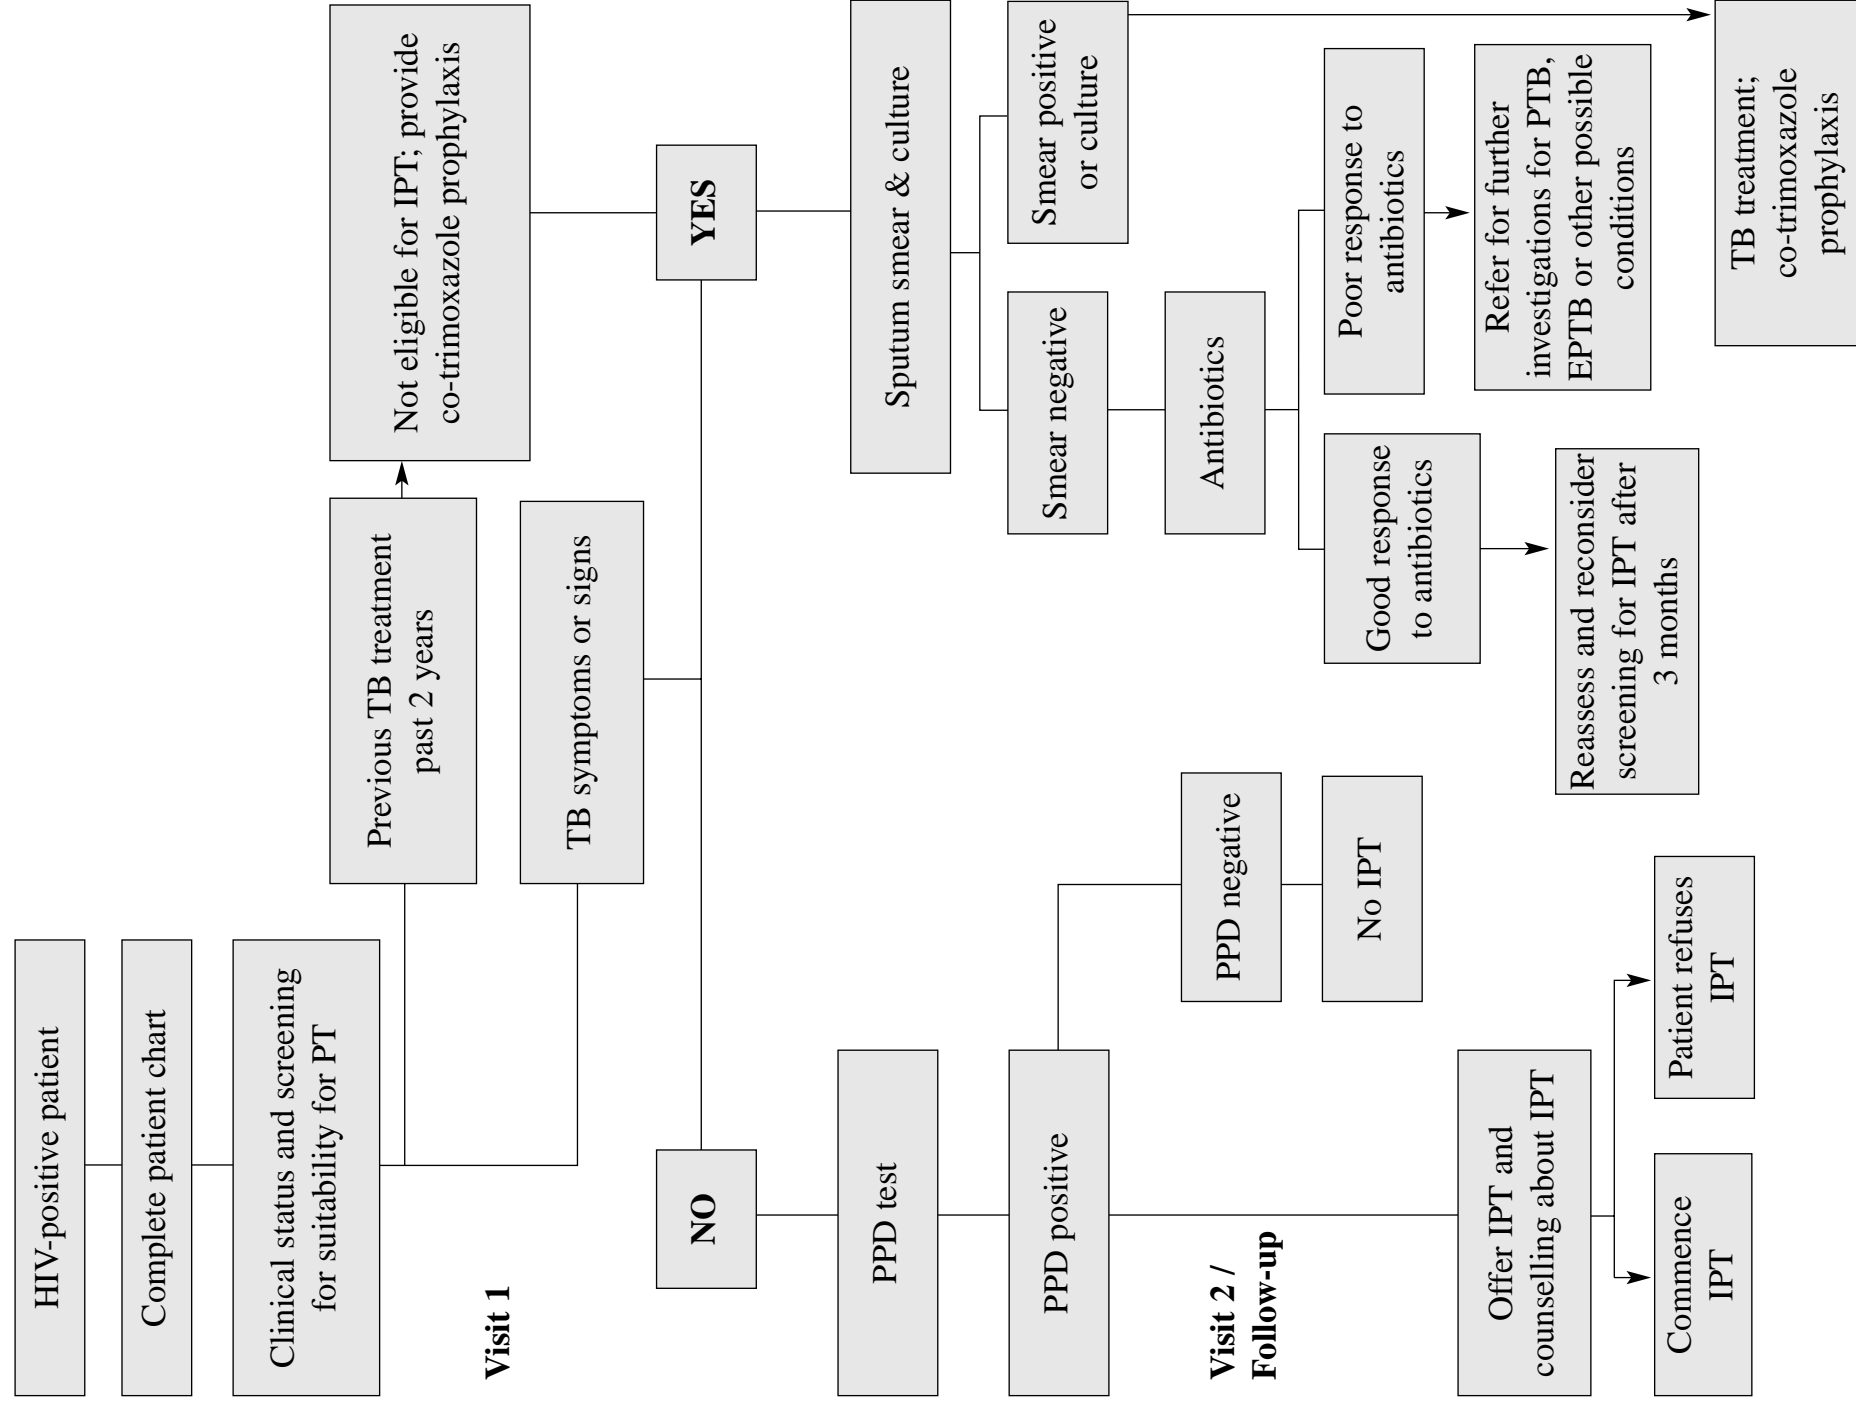 HIV-positive patient
Complete patient chart
Clinical status and screening
for suitability for PT
Previous TB treatment
past 2 years
Not eligible for IPT; provide
co-trimoxazole prophylaxis
Visit 1
TB symptoms or signs
NO
YES
PPD test
Sputum smear & culture
PPD positive
Smear negative
Smear positive
or culture
Visit 2 /
Follow-up
PPD negative
Antibiotics
No IPT
Good response
to antibiotics
Poor response to
antibiotics
Offer IPT and
counselling about IPT
Refer for further
investigations for PTB,
EPTB or other possible
conditions
Reassess and reconsider
screening for IPT after
3 months
Commence
IPT
Patient refuses
IPT
TB treatment;
co-trimoxazole
prophylaxis